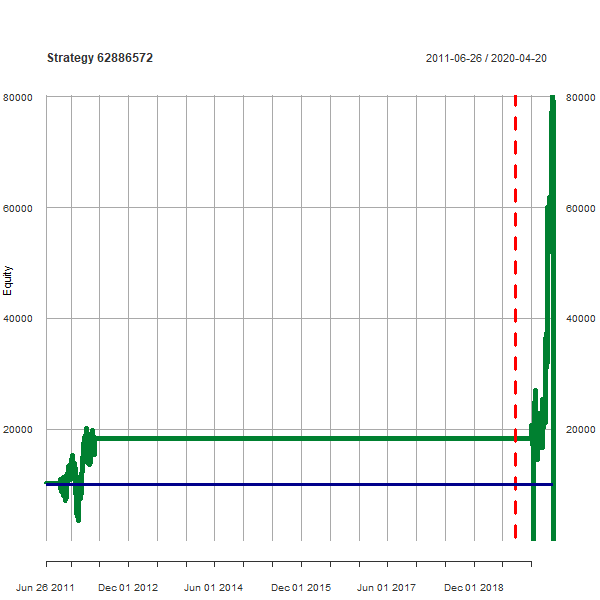 Strategy 62886572
2011-06-26 / 2020-04-20
80000
80000
60000
60000
Equity
40000
40000
20000
20000
Jun 26 2011
Dec 01 2012
Jun 01 2014
Dec 01 2015
Jun 01 2017
Dec 01 2018